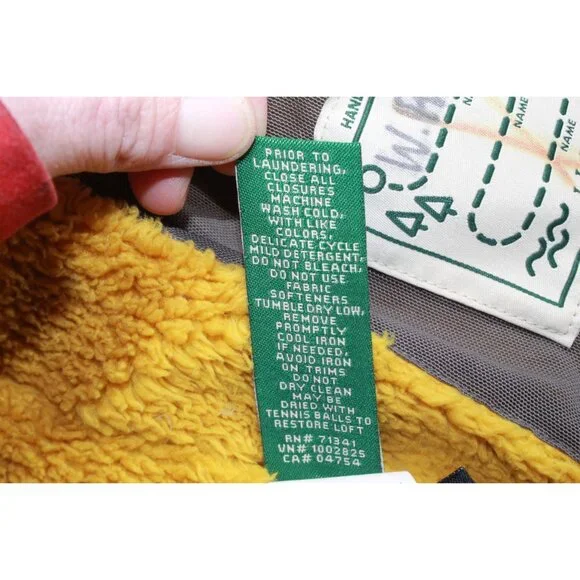 PRIOR TO
LAUNDERING,
CLOSE ALL
CLOSURES
MACHINE
WASH COLD,
WITH LIKE
COLORS,
DELICATE CYCLE
MILD DETERGENT,
DO NOT BLEACH,
DO NOT USE
FABRIC
SOFTENERS
TUMBLE DRY LOW,
REMOVE
PROMPTLY
COOL IRON
IF NEEDED,
AVOID IRON
ON TRIMS
DO NOT
DRY CLEAN
MAY BE
DRIED WITH
TENNIS BALLS TO
RESTORE LOFT
RN# 71341
VN# 1002825
CA# 04754
HAND
W.B
NAME
NAME
NAME